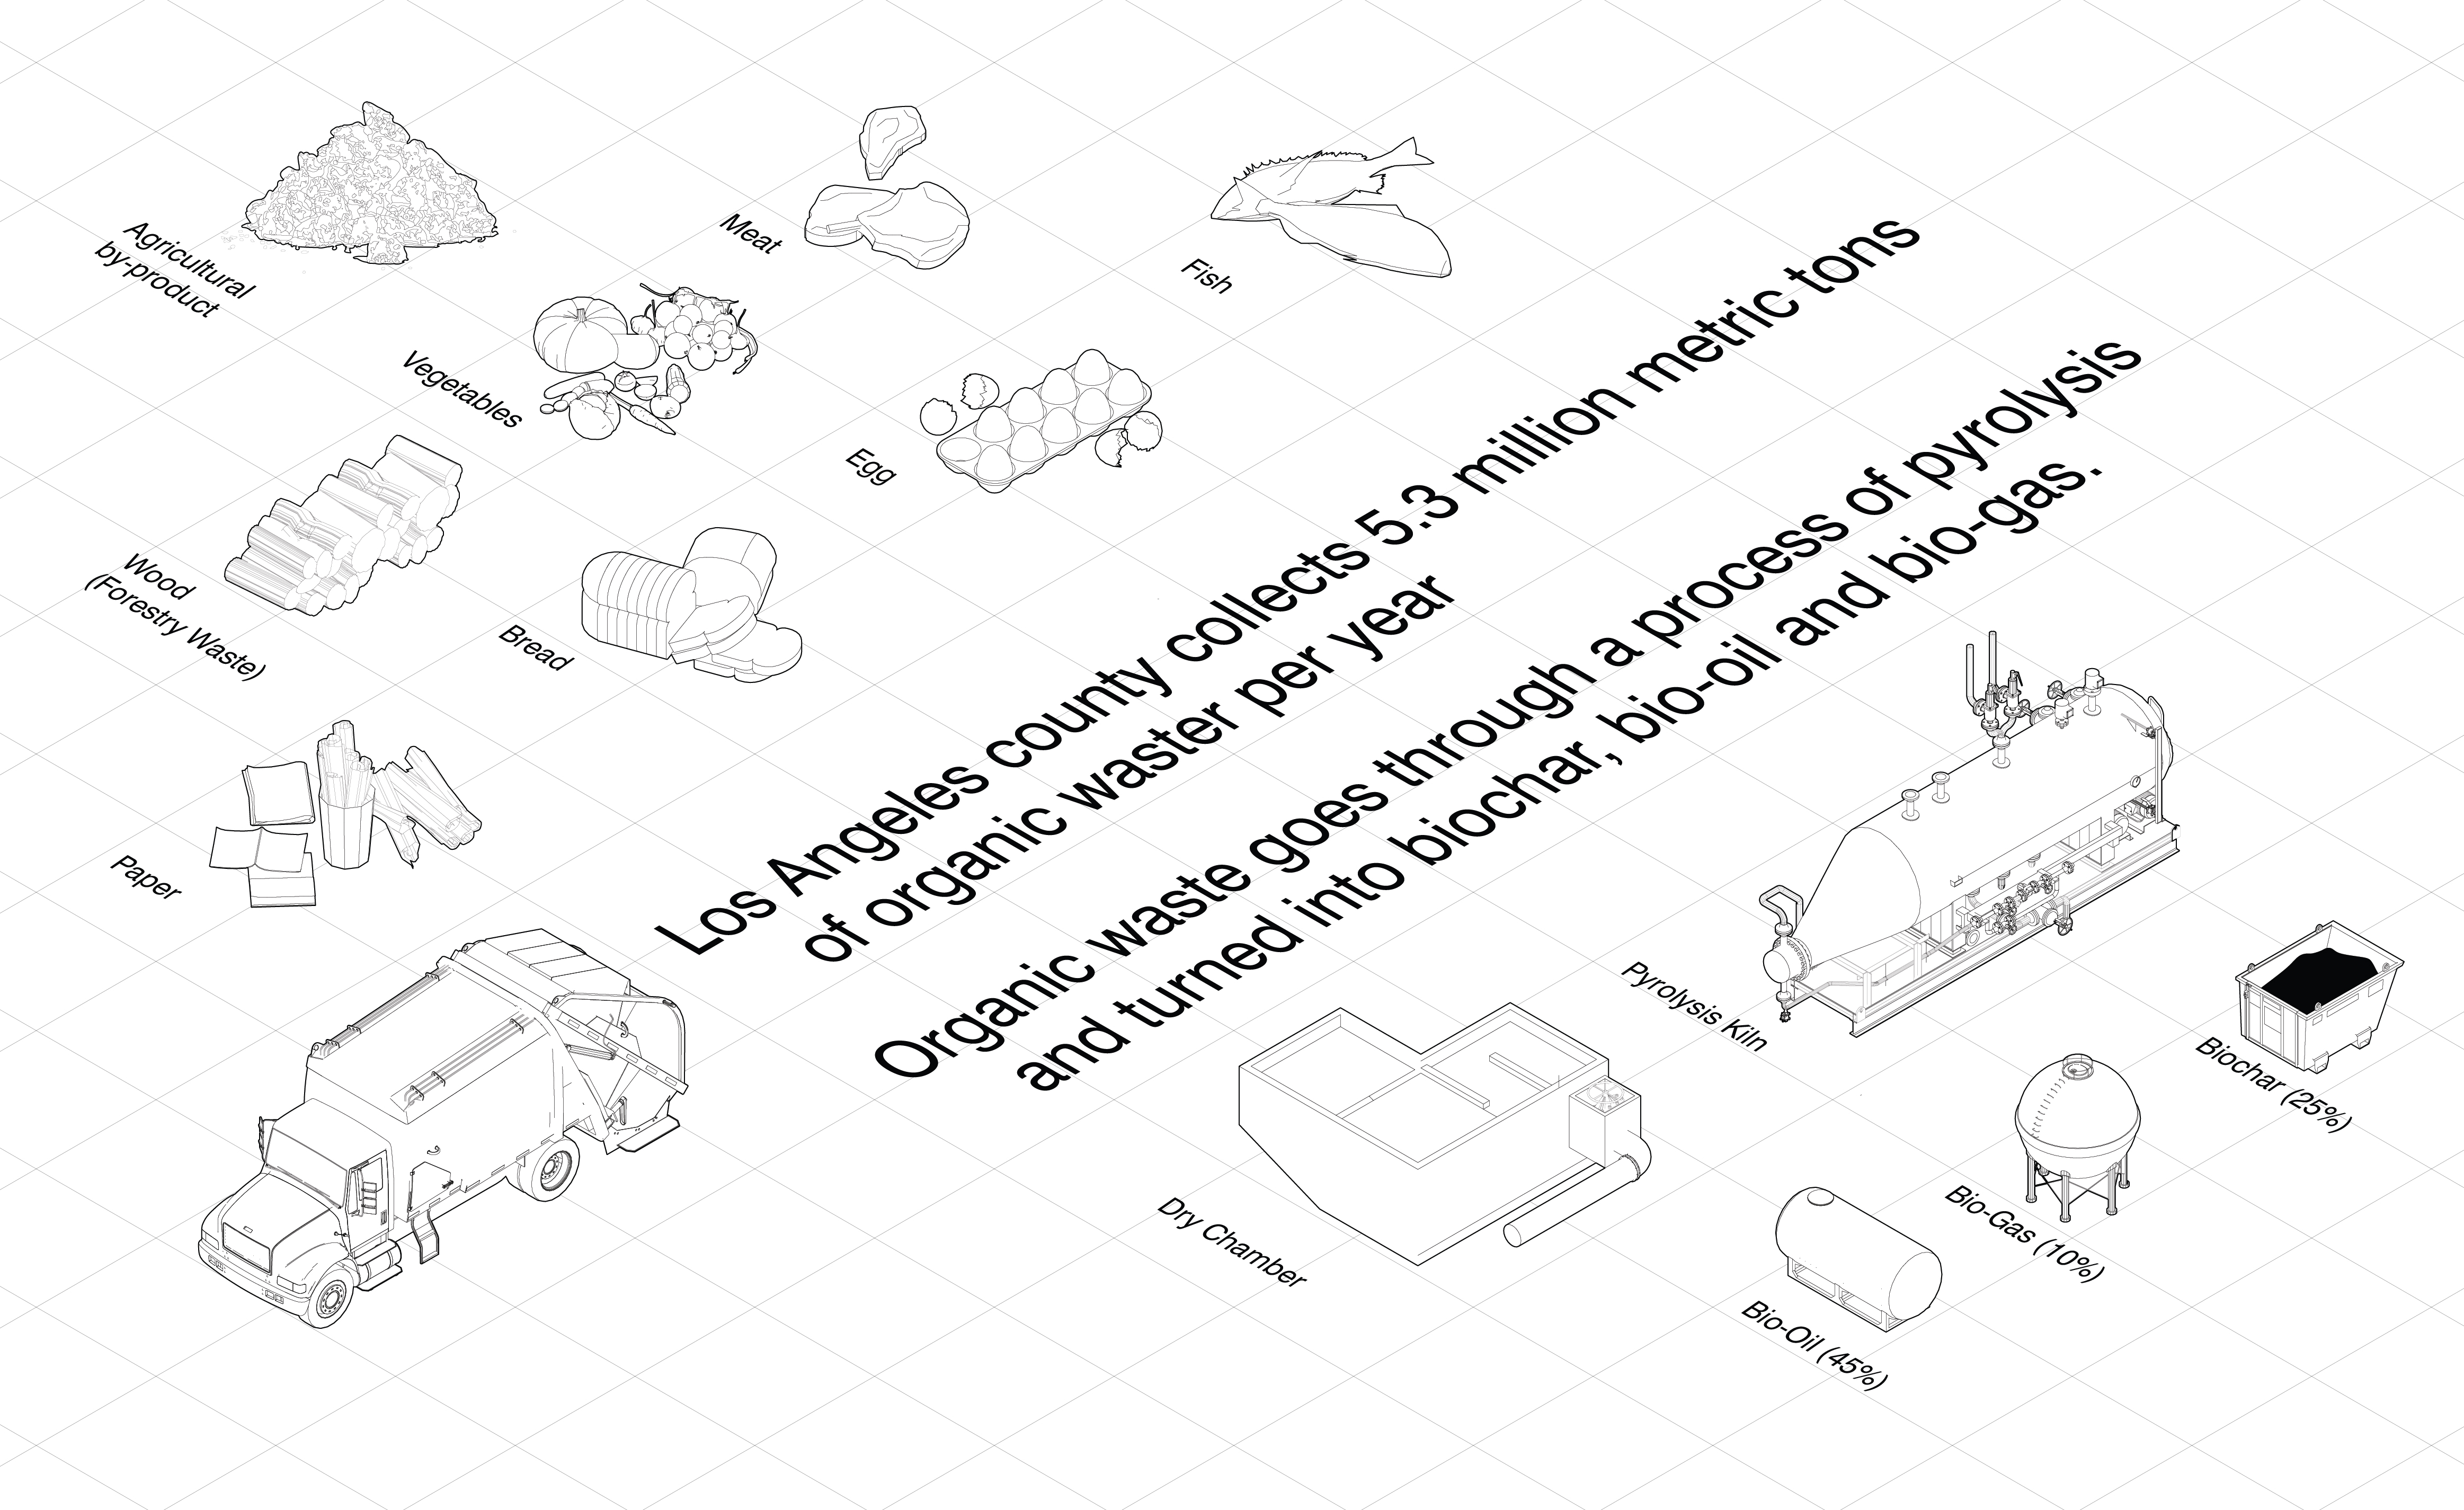 Agricultural
by-product
Meat
Fish
Vegetables
Egg
Wood
(Forestry Waste)
Bread
Paper
Los Angeles county collects 5.3 million metric tons
of organic waster per year
Organic waste goes through a process of pyrolysis
and turned into biochar, bio-oil and bio-gas.
Dry Chamber
Pyrolysis Kiln
Biochar (25%)
Bio-Gas (10%)
Bio-Oil (45%)